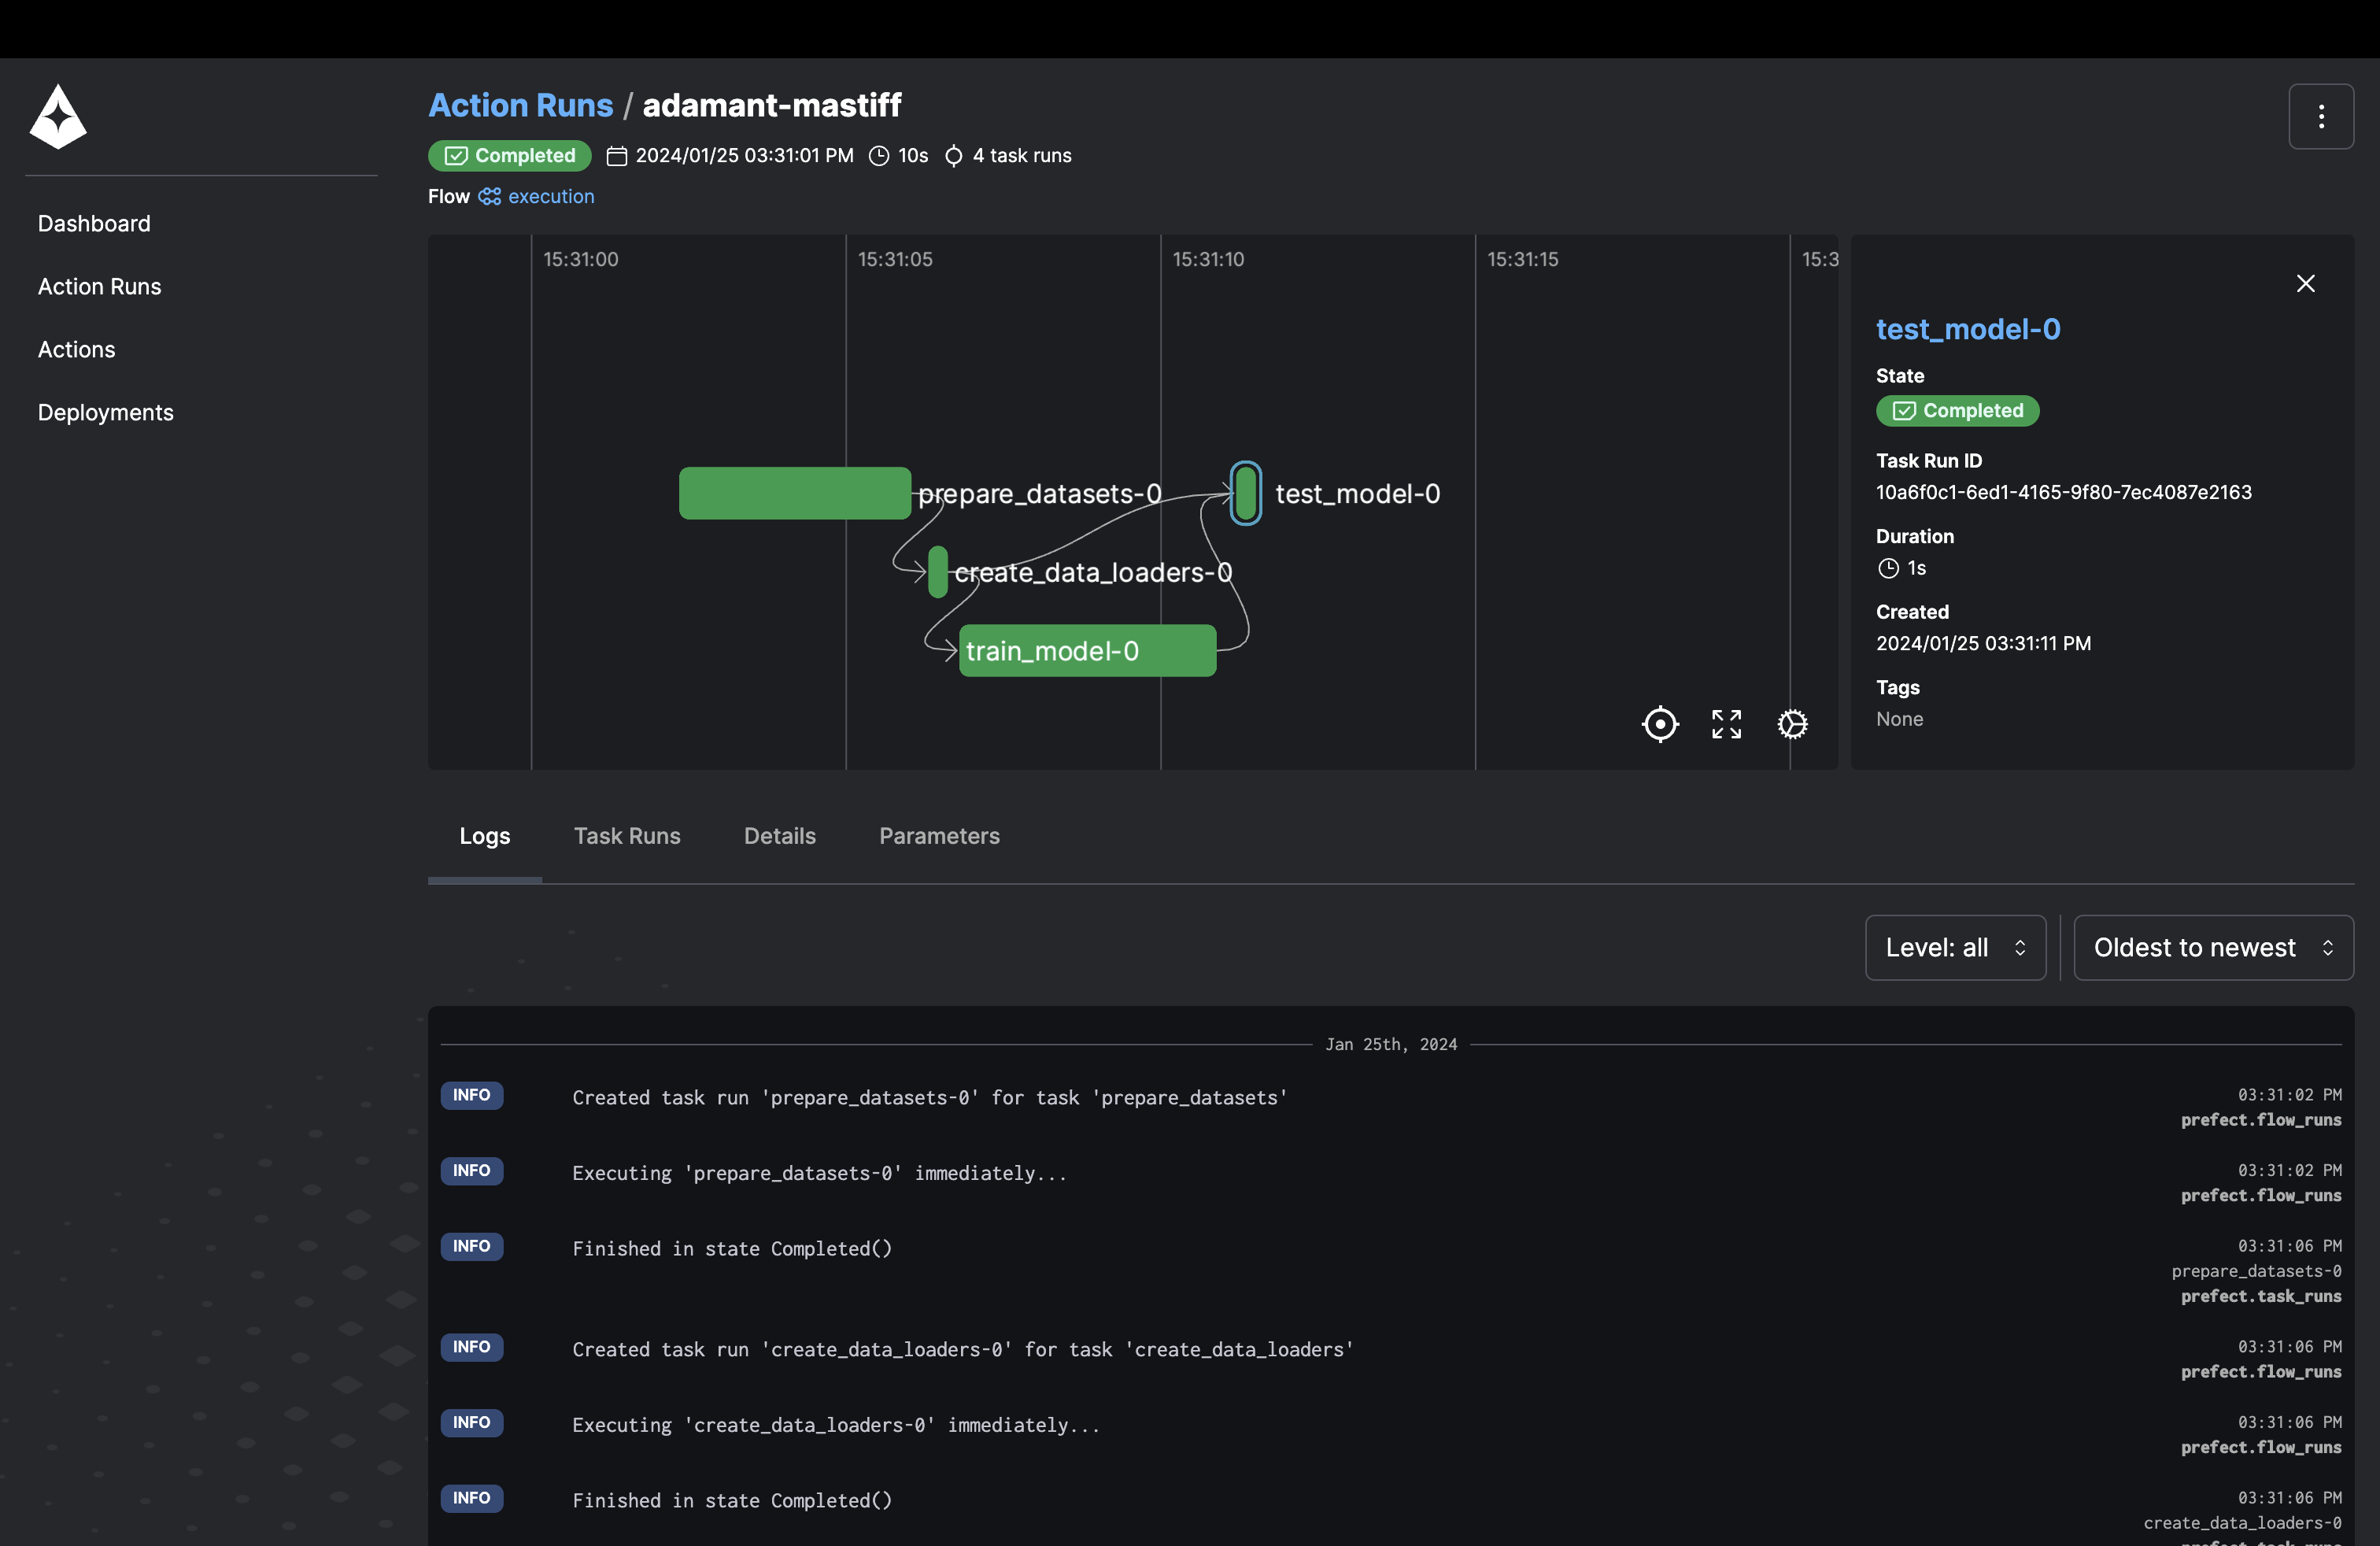 Action Runs / adamant-mastiff
Completed 2024/01/25 03:31:01 PM 10s 4 task runs
Flow execution
Dashboard
Action Runs
Actions
Deployments
15:31:00 15:31:05 15:31:10 15:31:15 15:3
prepare_datasets-0
test_model-0
create_data_loaders-0
train_model-0
test_model-0
State
Completed
Task Run ID
10a6f0c1-6ed1-4165-9f80-7ec4087e2163
Duration
1s
Created
2024/01/25 03:31:11 PM
Tags
None
Logs Task Runs Details Parameters
Level: all Oldest to newest
Jan 25th, 2024
INFO Created task run 'prepare_datasets-0' for task 'prepare_datasets' 03:31:02 PM
prefect.flow_runs
INFO Executing 'prepare_datasets-0' immediately... 03:31:02 PM
prefect.flow_runs
INFO Finished in state Completed() 03:31:06 PM
prepare_datasets-0
prefect.task_runs
INFO Created task run 'create_data_loaders-0' for task 'create_data_loaders' 03:31:06 PM
prefect.flow_runs
INFO Executing 'create_data_loaders-0' immediately... 03:31:06 PM
prefect.flow_runs
INFO Finished in state Completed() 03:31:06 PM
create_data_loaders-0